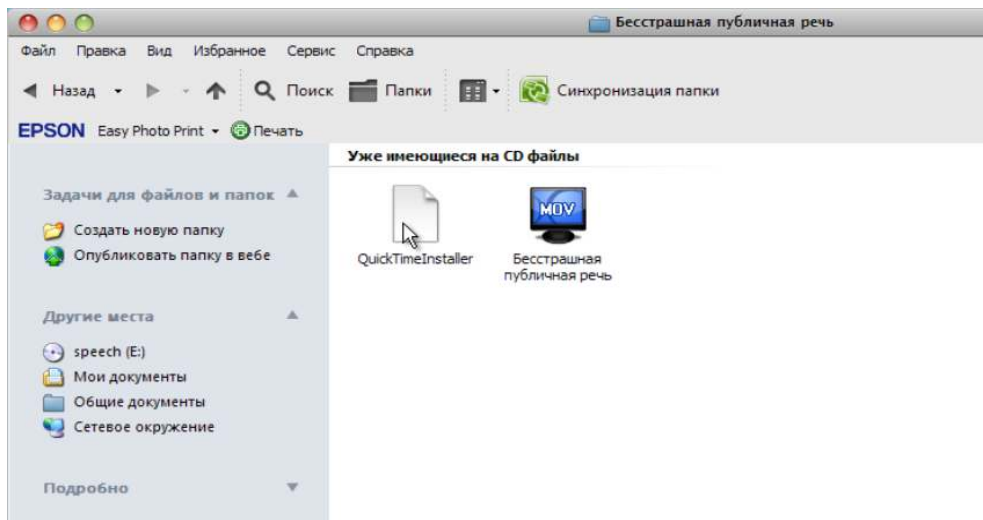 Бесстрашная публичная речь
Файл Правка Вид Избранное Сервис Справка
Назад Поиск Папки Синхронизация папки
EPSON Easy Photo Print Печать
Уже имеющиеся на CD файлы
Задачи для файлов и папок
Создать новую папку
Опубликовать папку в вебе
Другие места
speech (E:)
Мои документы
Общие документы
Сетевое окружение
Подробно
QuickTimeInstaller
MOV
Бесстрашная
публичная речь